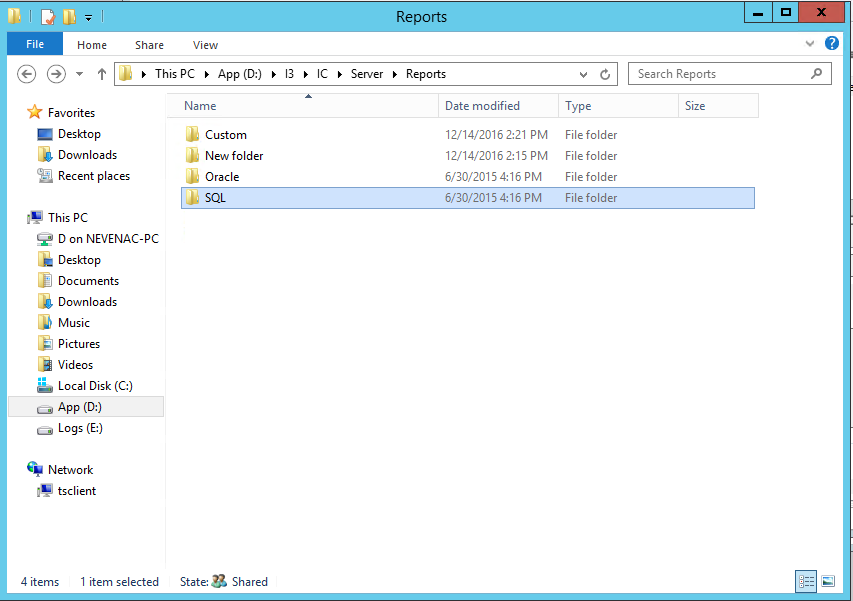 Reports
File Home Share View
This PC App (D:) I3 IC Server Reports Search Reports
Name Date modified Type Size
Custom 12/14/2016 2:21 PM File folder
New folder 12/14/2016 2:15 PM File folder
Oracle 6/30/2015 4:16 PM File folder
SQL 6/30/2015 4:16 PM File folder
Favorites
Desktop
Downloads
Recent places
This PC
D on NEVENAC-PC
Desktop
Documents
Downloads
Music
Pictures
Videos
Local Disk (C:)
App (D:)
Logs (E:)
Network
tsclient
4 items 1 item selected State: Shared